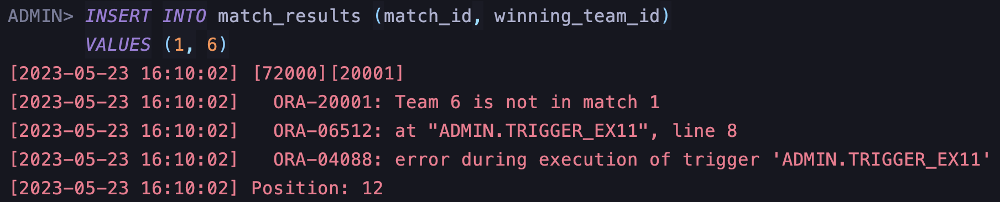 ADMIN> INSERT INTO match_results (match_id, winning_team_id)
VALUES (1, 6)
[2023-05-23 16:10:02] [72000][20001]
[2023-05-23 16:10:02] ORA-20001: Team 6 is not in match 1
[2023-05-23 16:10:02] ORA-06512: at "ADMIN.TRIGGER_EX11", line 8
[2023-05-23 16:10:02] ORA-04088: error during execution of trigger 'ADMIN.TRIGGER_EX11'
[2023-05-23 16:10:02] Position: 12